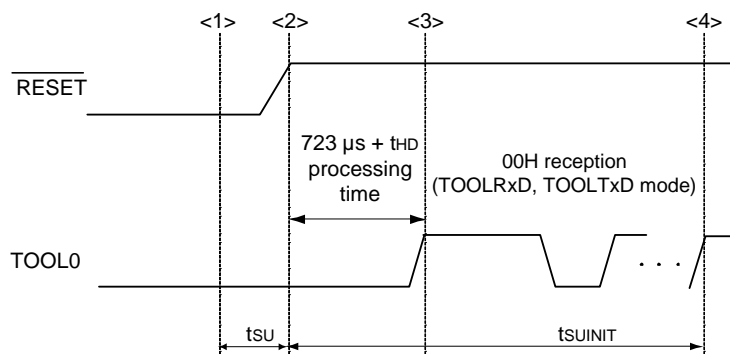 <1> <2> <3> <4>
RESET
723 µs + tHD
processing
time
00H reception
(TOOLRxD, TOOLTxD mode)
TOOL0
. . .
tSU
tSUINIT